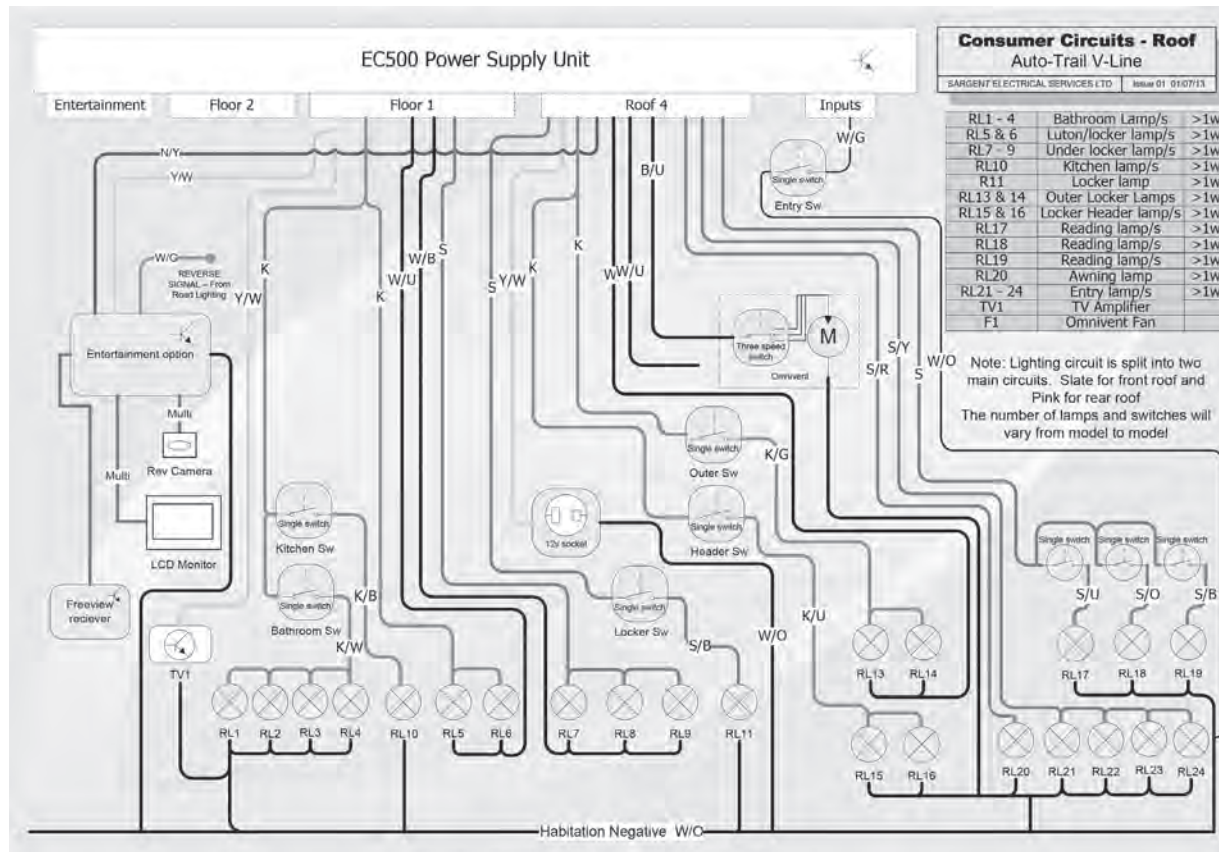 EC500 Power Supply Unit
Consumer Circuits - Roof
Auto-Trail V-Line
SARGENT ELECTRICAL SERVICES LTD
Issue 01 01/07/13
Entertainment
Floor 2
Floor 1
Roof 4
Inputs
RL1 - 4 Bathroom Lamp/s >1w
RL5 & 6 Luton/locker lamp/s >1w
RL7 - 9 Under locker lamp/s >1w
RL10 Kitchen lamp/s >1w
R11 Locker lamp >1w
RL13 & 14 Outer Locker Lamps >1w
RL15 & 16 Locker Header lamp/s >1w
RL17 Reading lamp/s >1w
RL18 Reading lamp/s >1w
RL19 Reading lamp/s >1w
RL20 Awning lamp >1w
RL21 - 24 Entry lamp/s >1w
TV1 TV Amplifier
F1 Omnivent Fan
Note: Lighting circuit is split into two
main circuits. Slate for front roof and
Pink for rear roof
The number of lamps and switches will
vary from model to model
N/Y
Y/W
W/G
B/U
Single switch
Entry Sw
W/G
REVERSE
SIGNAL – From
Road Lighting
K
Y/W
K
W/U
W/B
S
S
Y/W
K
K
W
W/U
Entertainment option
Three speed
switch
M
Omnivent
S/R
S/Y
S
W/O
Multi
Rev Camera
Multi
LCD Monitor
Freeview
reciever
TV1
Single switch
Kitchen Sw
Single switch
Bathroom Sw
K/B
K/W
12v socket
Single switch
Outer Sw
K/G
Single switch
Header Sw
Single switch
Locker Sw
S/B
W/O
K/U
Single switch
Single switch
Single switch
S/U
S/O
S/B
RL13
RL14
RL17
RL18
RL19
RL1
RL2
RL3
RL4
RL10
RL5
RL6
RL7
RL8
RL9
RL11
RL15
RL16
RL20
RL21
RL22
RL23
RL24
Habitation Negative W/O